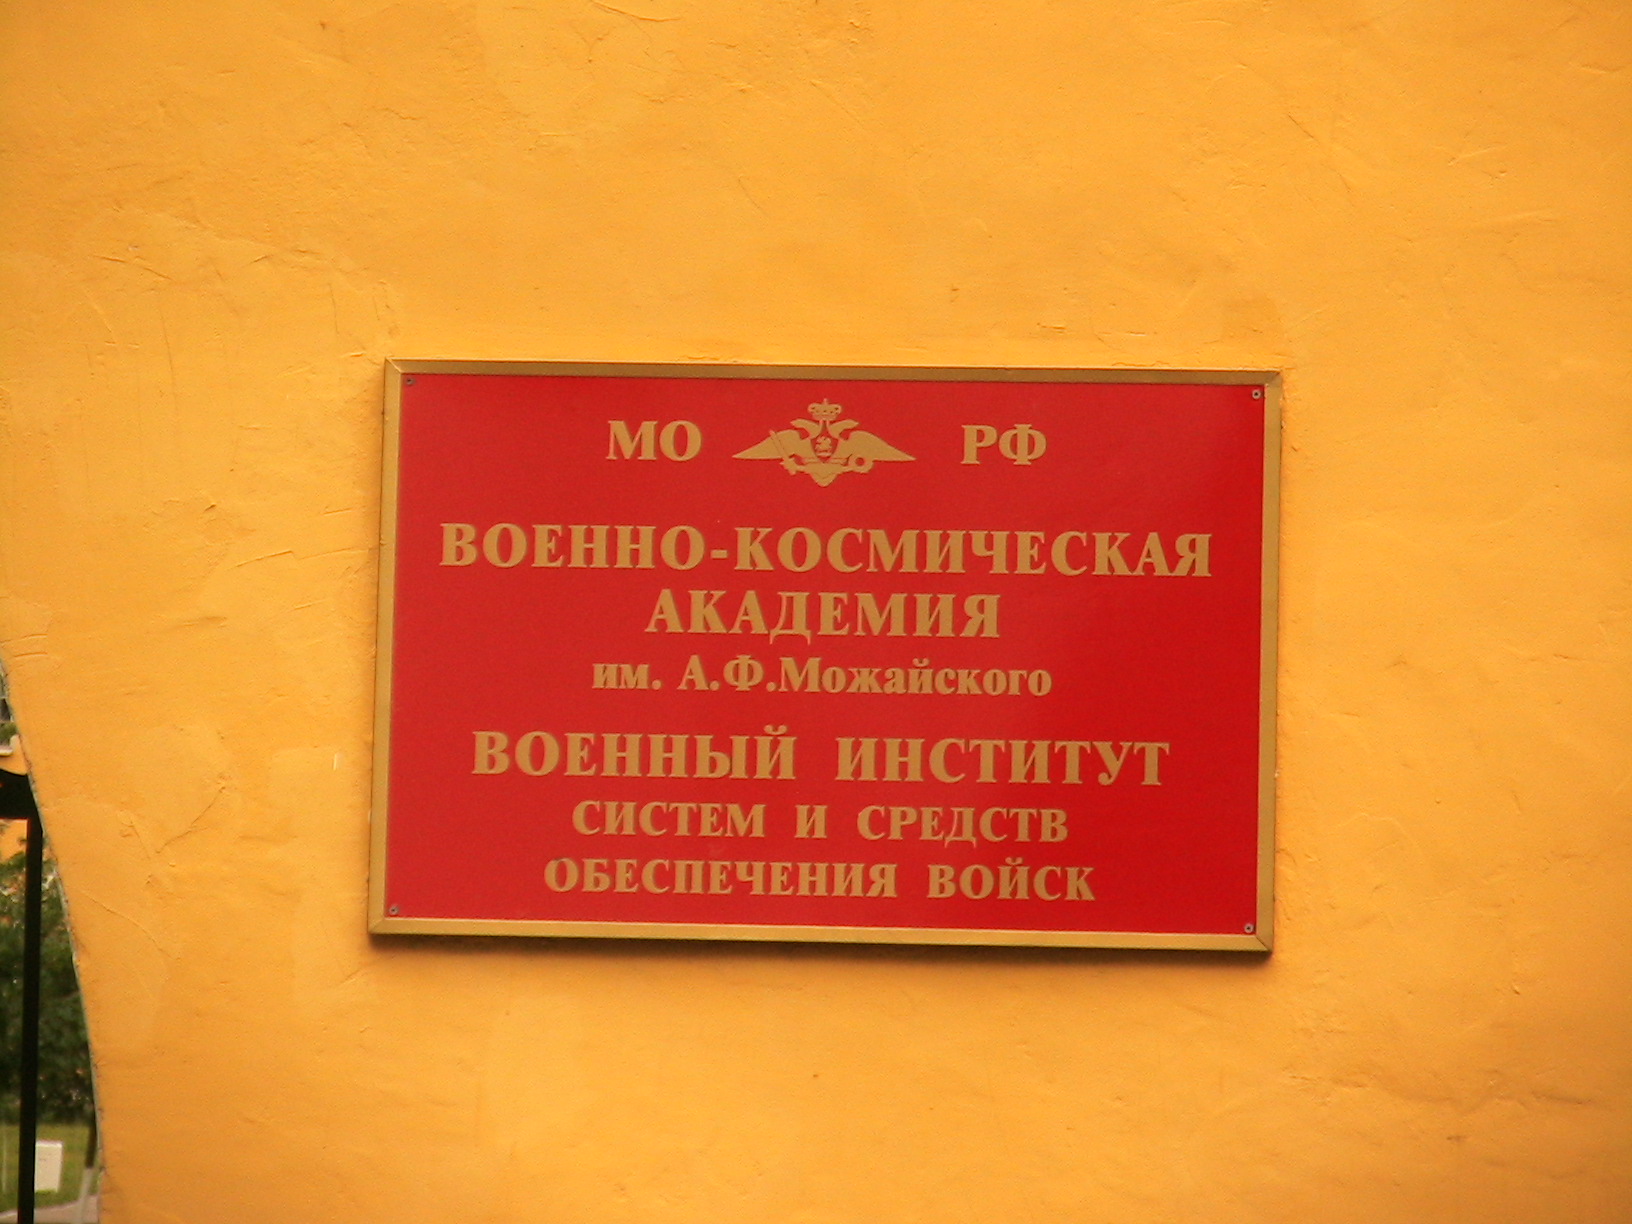 МО РФ
ВОЕННО-КОСМИЧЕСКАЯ
АКАДЕМИЯ
им. А.Ф.Можайского
ВОЕННЫЙ ИНСТИТУТ
СИСТЕМ И СРЕДСТВ
ОБЕСПЕЧЕНИЯ ВОЙСК